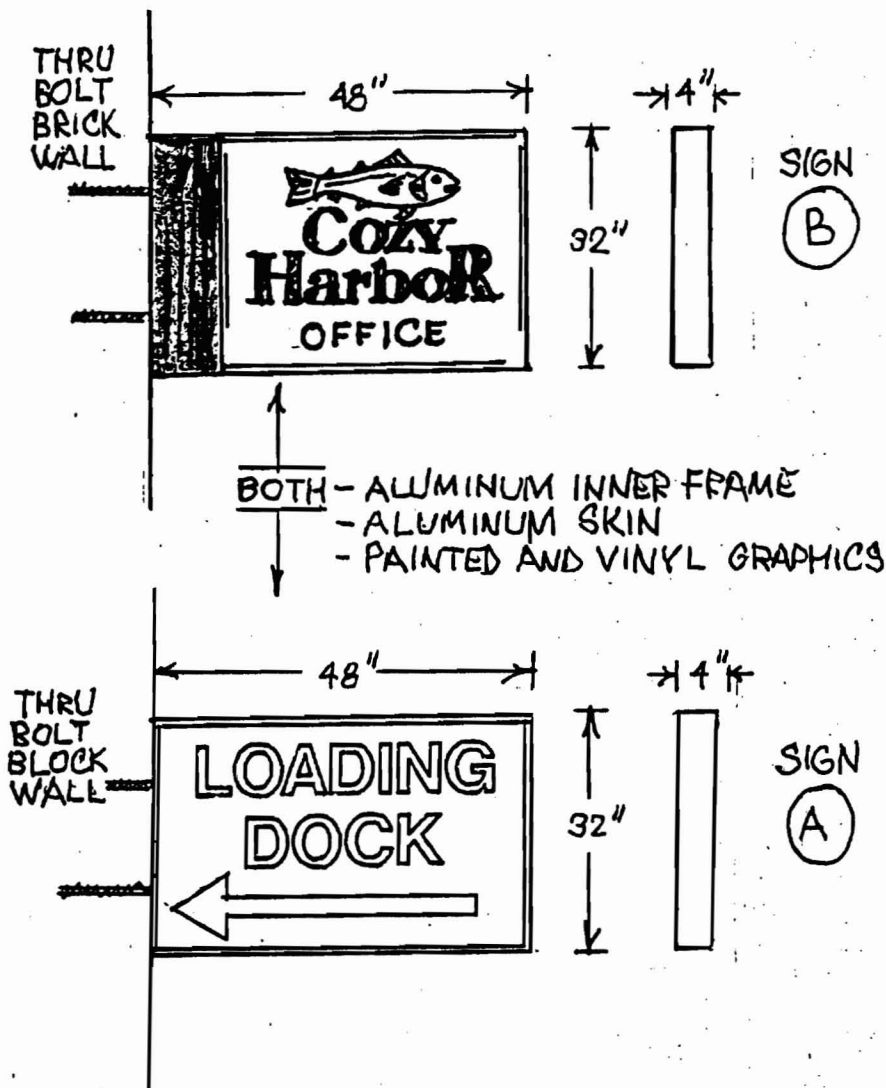 THRU
BOLT
BRICK
WALL
48"
4"
SIGN
B
32"
COZY
HarboR
OFFICE
BOTH - ALUMINUM INNER FRAME
- ALUMINUM SKIN
- PAINTED AND VINYL GRAPHICS
48"
4"
THRU
BOLT
BLOCK
WALL
LOADING
DOCK
32"
SIGN
A